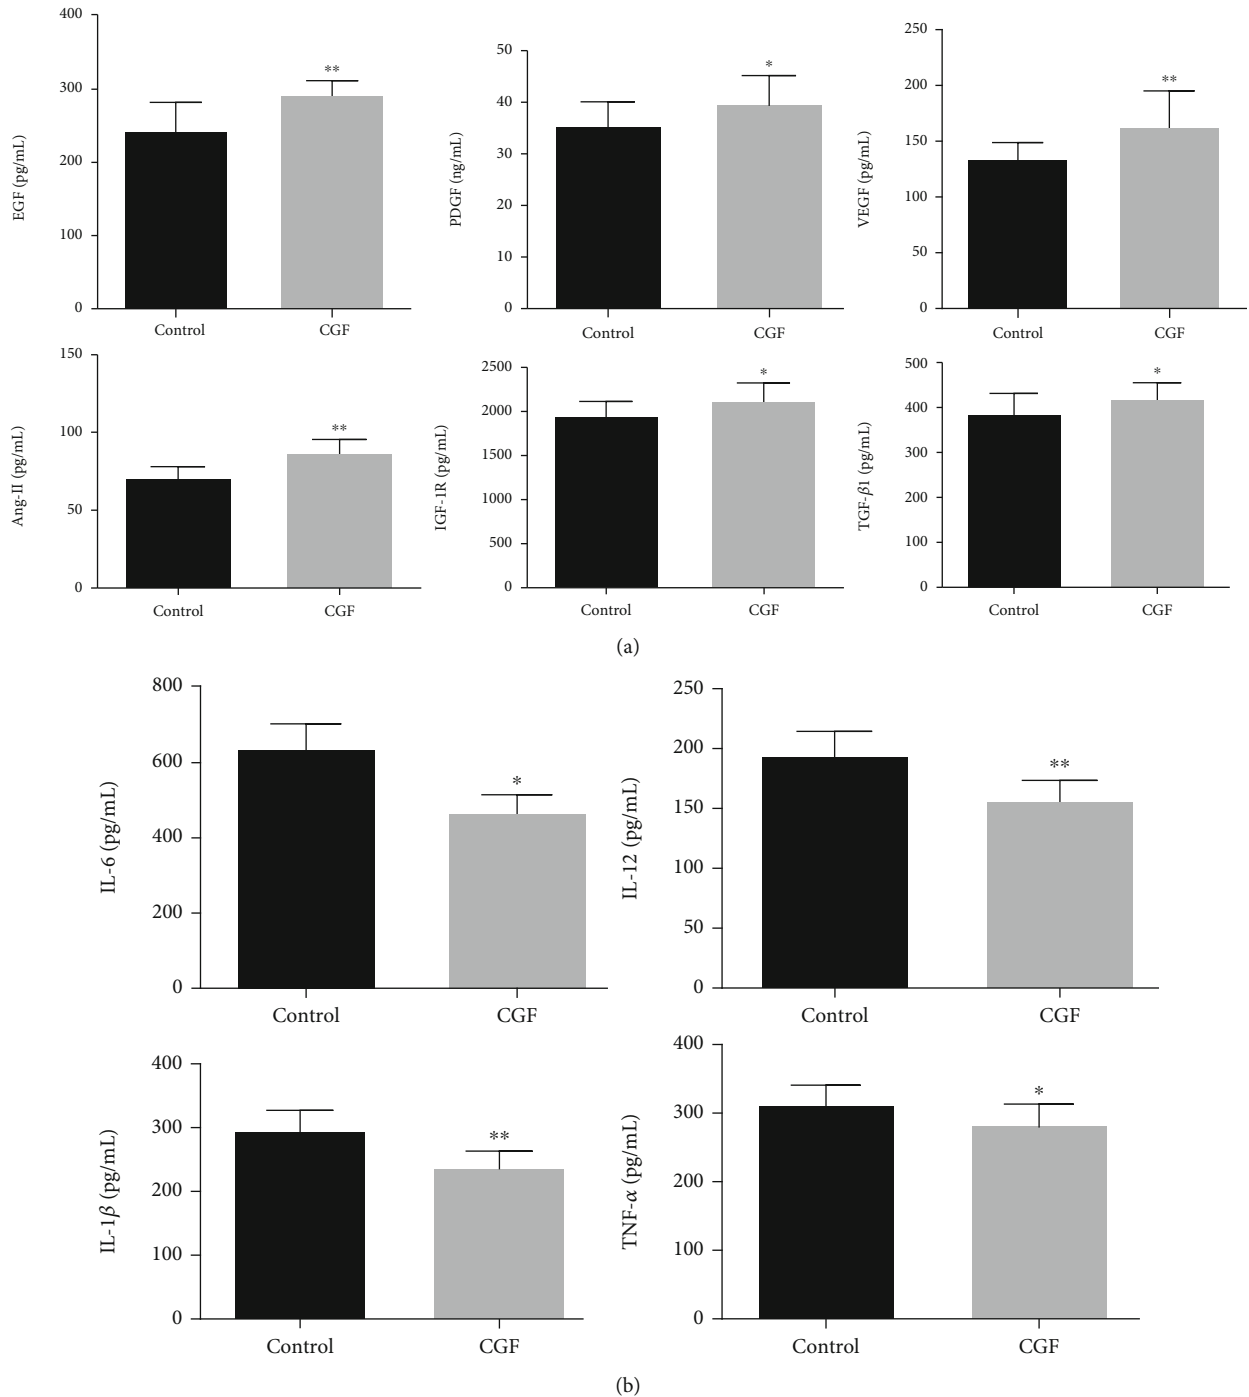 400
300
200
100
0
EGF (pg/mL)
**
Control
CGF
50
40
30
20
10
0
PDGF (ng/mL)
*
Control
CGF
250
200
150
100
50
0
VEGF (pg/mL)
**
Control
CGF
150
100
50
0
Ang-II (pg/mL)
**
Control
CGF
2500
2000
1500
1000
500
0
IGF-1R (pg/mL)
*
Control
CGF
500
400
300
400
200
100
0
TGF-β1 (pg/mL)
*
Control
CGF
(a)
800
600
400
200
0
IL-6 (pg/mL)
*
Control
CGF
250
200
150
100
50
0
IL-12 (pg/mL)
**
Control
CGF
400
300
200
100
0
IL-1β (pg/mL)
**
Control
CGF
400
300
200
100
0
TNF-α (pg/mL)
*
Control
CGF
(b)